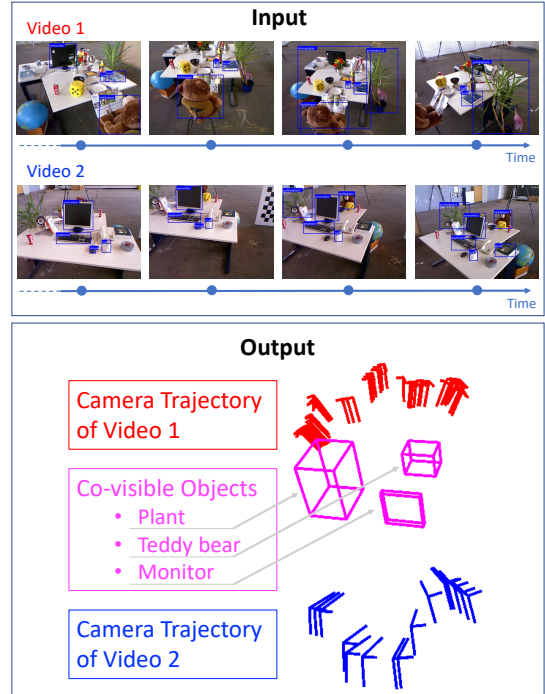 Input
Video 1
Time
Video 2
Time
Output
Camera Trajectory
of Video 1
Co-visible Objects
• Plant
• Teddy bear
• Monitor
Camera Trajectory
of Video 2